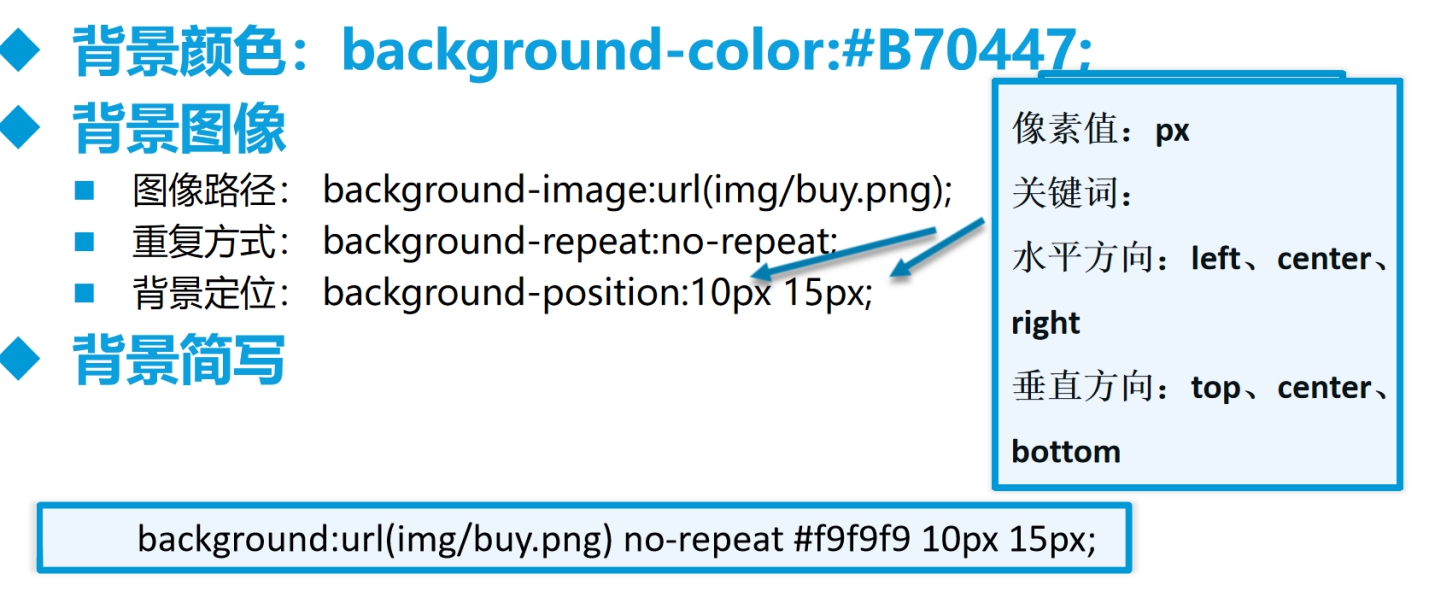 背景颜色：background-color:#B70447;
背景图像
图像路径： background-image:url(img/buy.png);
重复方式： background-repeat:no-repeat;
背景定位： background-position:10px 15px;
背景简写
像素值：px
关键词：
水平方向：left、center、
right
垂直方向：top、center、
bottom
background:url(img/buy.png) no-repeat #f9f9f9 10px 15px;